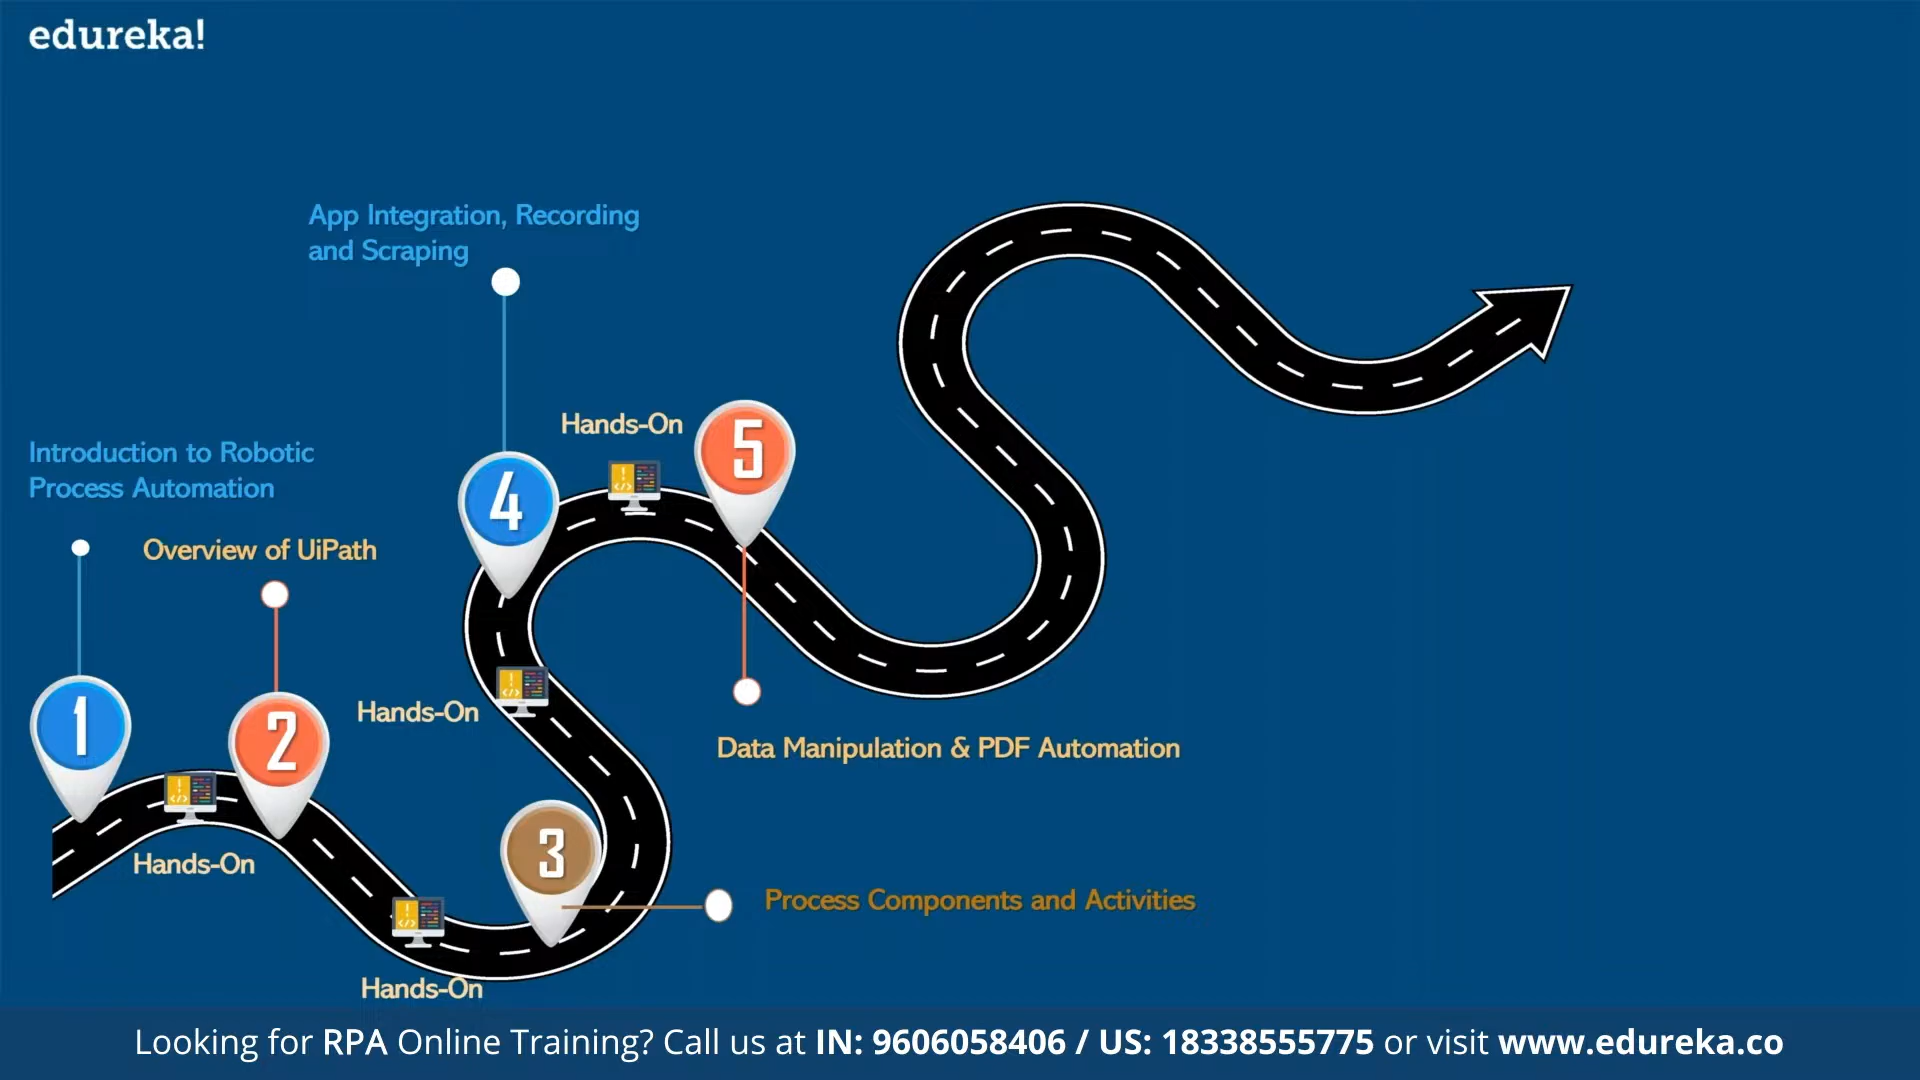 edureka!
App Integration, Recording
and Scraping
Hands-On
5
Introduction to Robotic
Process Automation
4
Overview of UiPath
Hands-On
1
2
Data Manipulation & PDF Automation
Hands-On
3
Process Components and Activities
Hands-On
Looking for RPA Online Training? Call us at IN: 9606058406 / US: 18338555775 or visit www.edureka.co